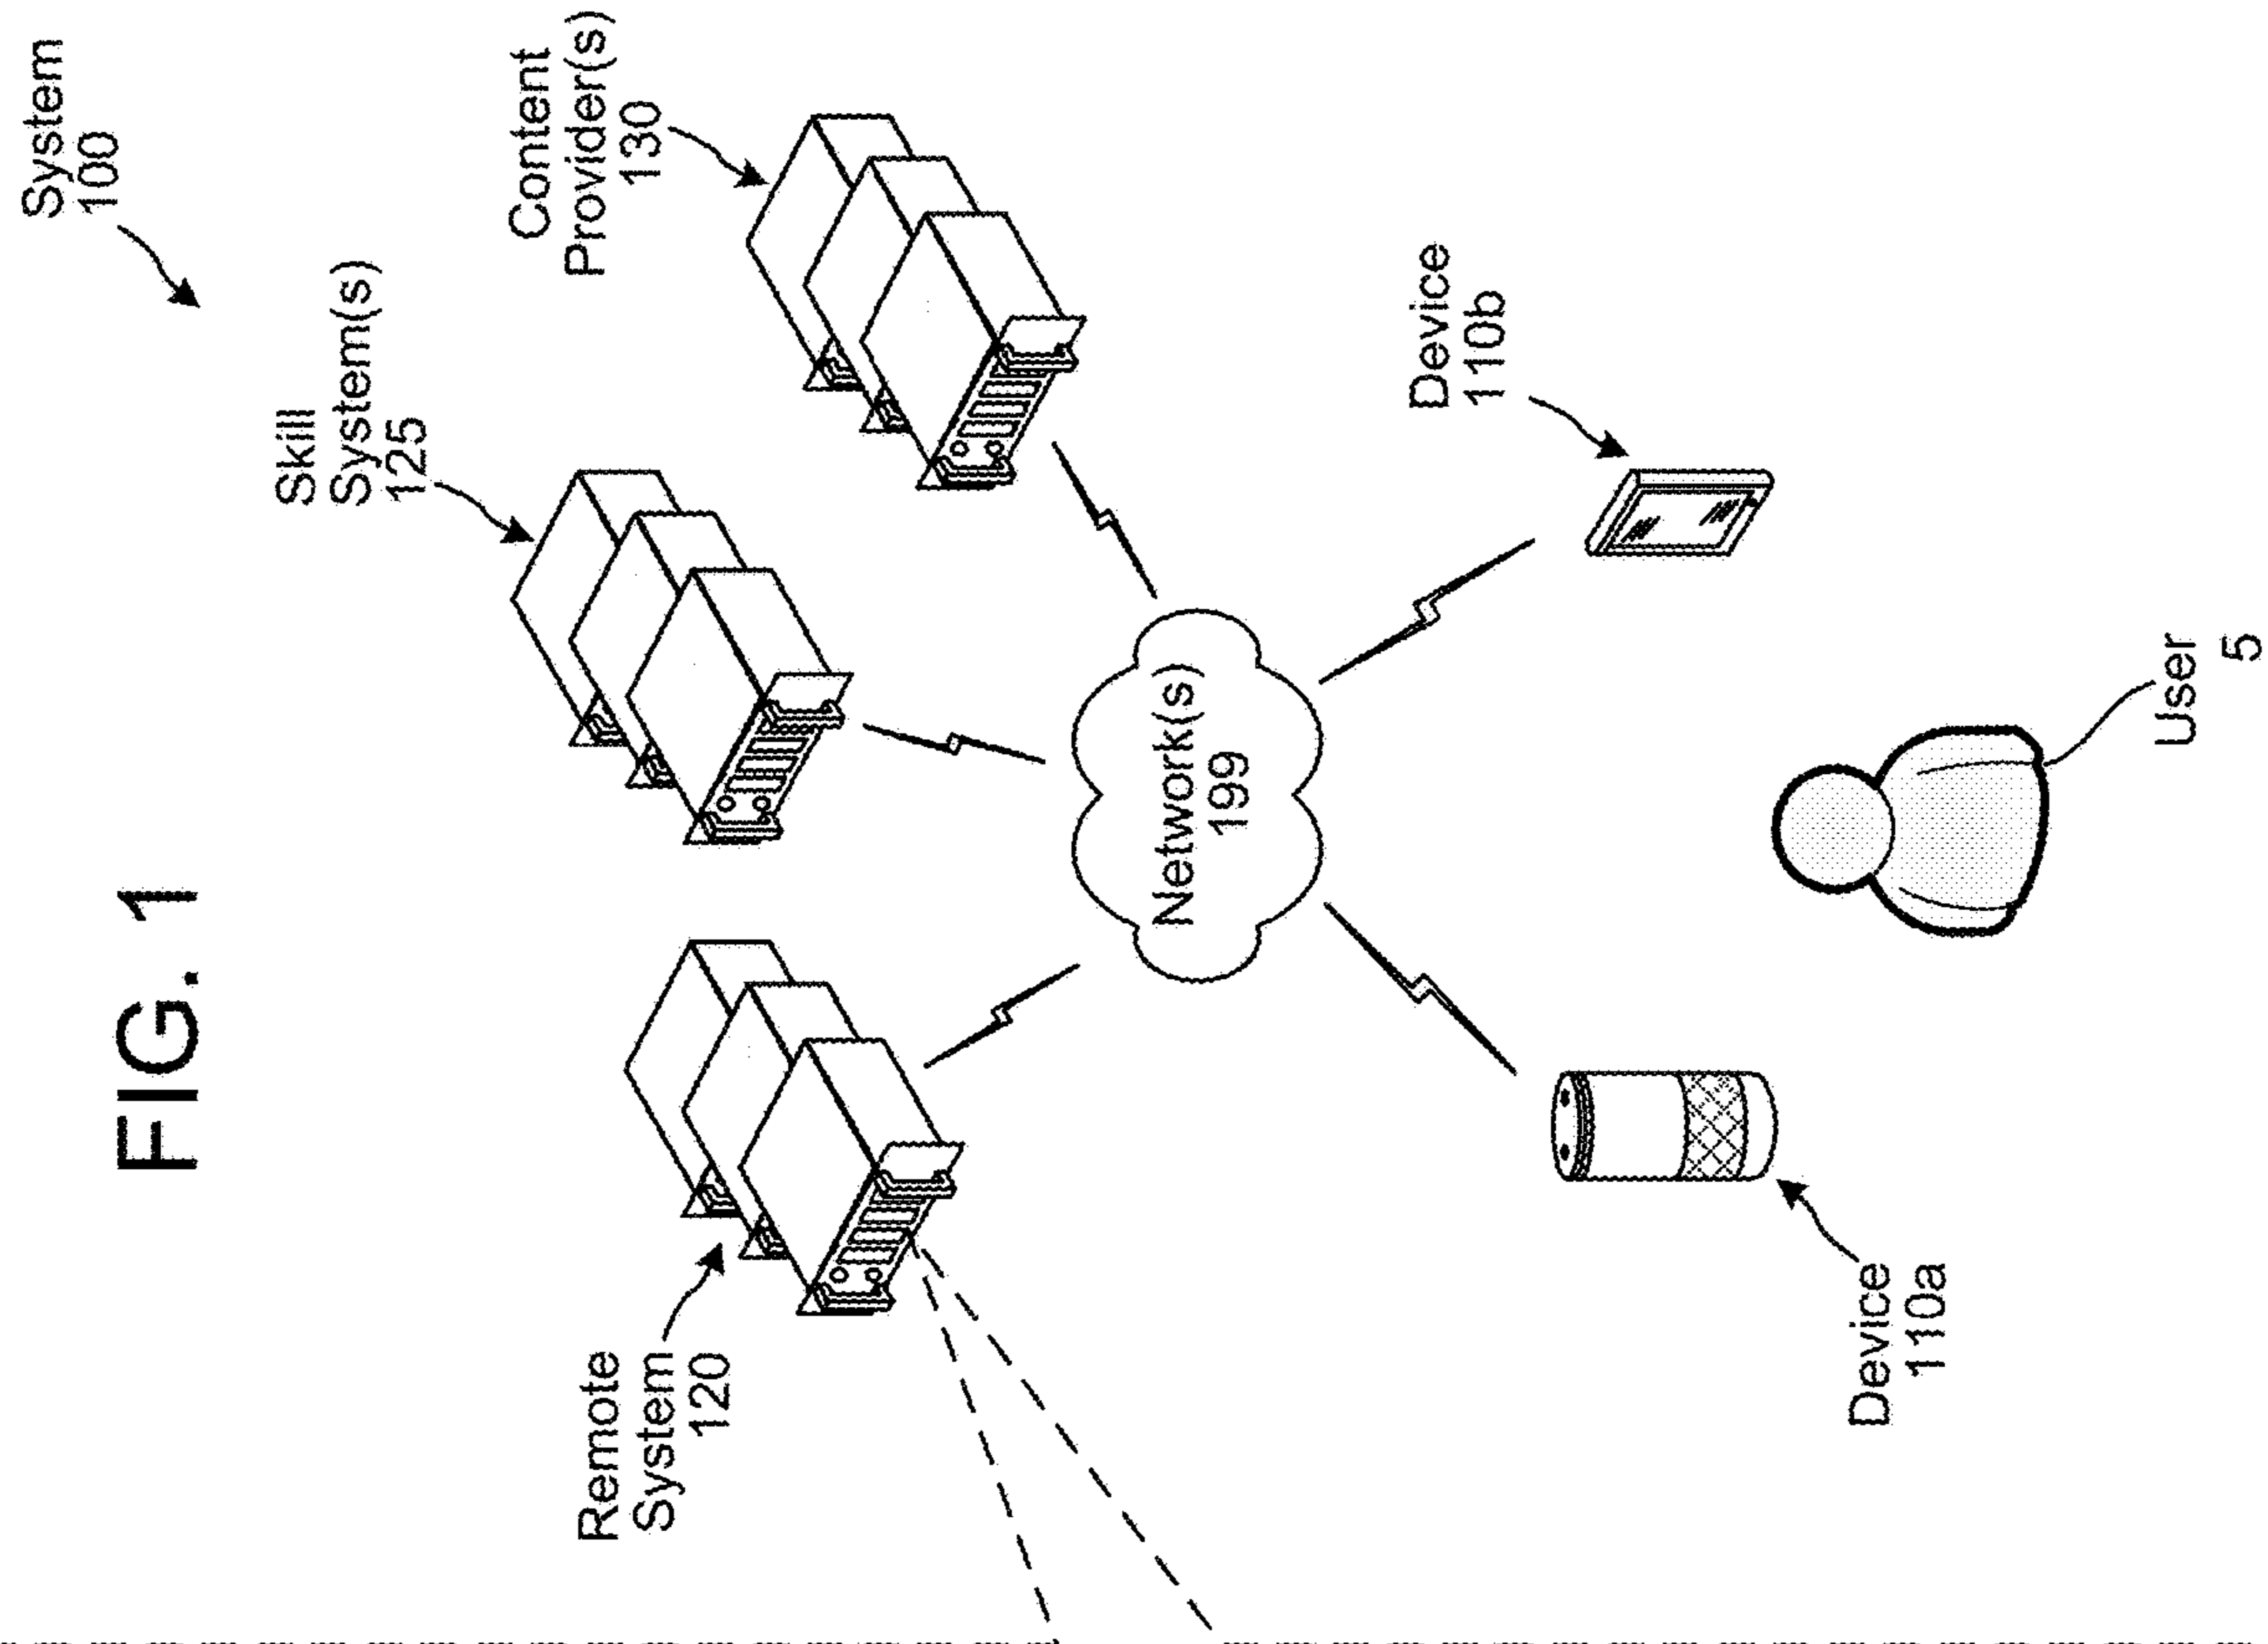 FIG. 1
System
100
Skill
System(s)
125
Content
Provider(s)
130
Remote
System
120
Network(s)
199
Device
110b
Device
110a
User
5